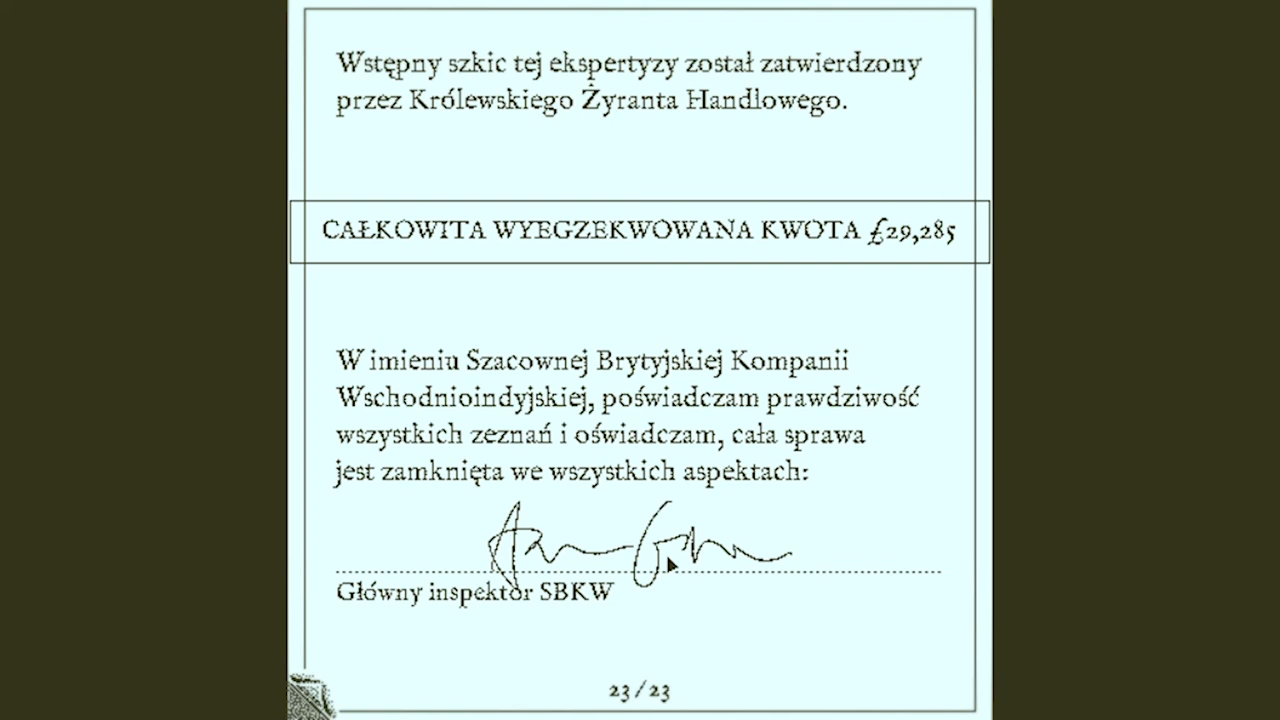 Wstępny szkic tej ekspertyzy został zatwierdzony
przez Królewskiego Żyranta Handlowego.
CAŁKOWITA WYEGZEKWOWANA KWOTA £29,285
W imieniu Szacownej Brytyjskiej Kompanii
Wschodnioindyjskiej, poświadczam prawdziwość
wszystkich zeznań i oświadczam, cała sprawa
jest zamknięta we wszystkich aspektach:
Główny inspektor SBKW
23 / 23